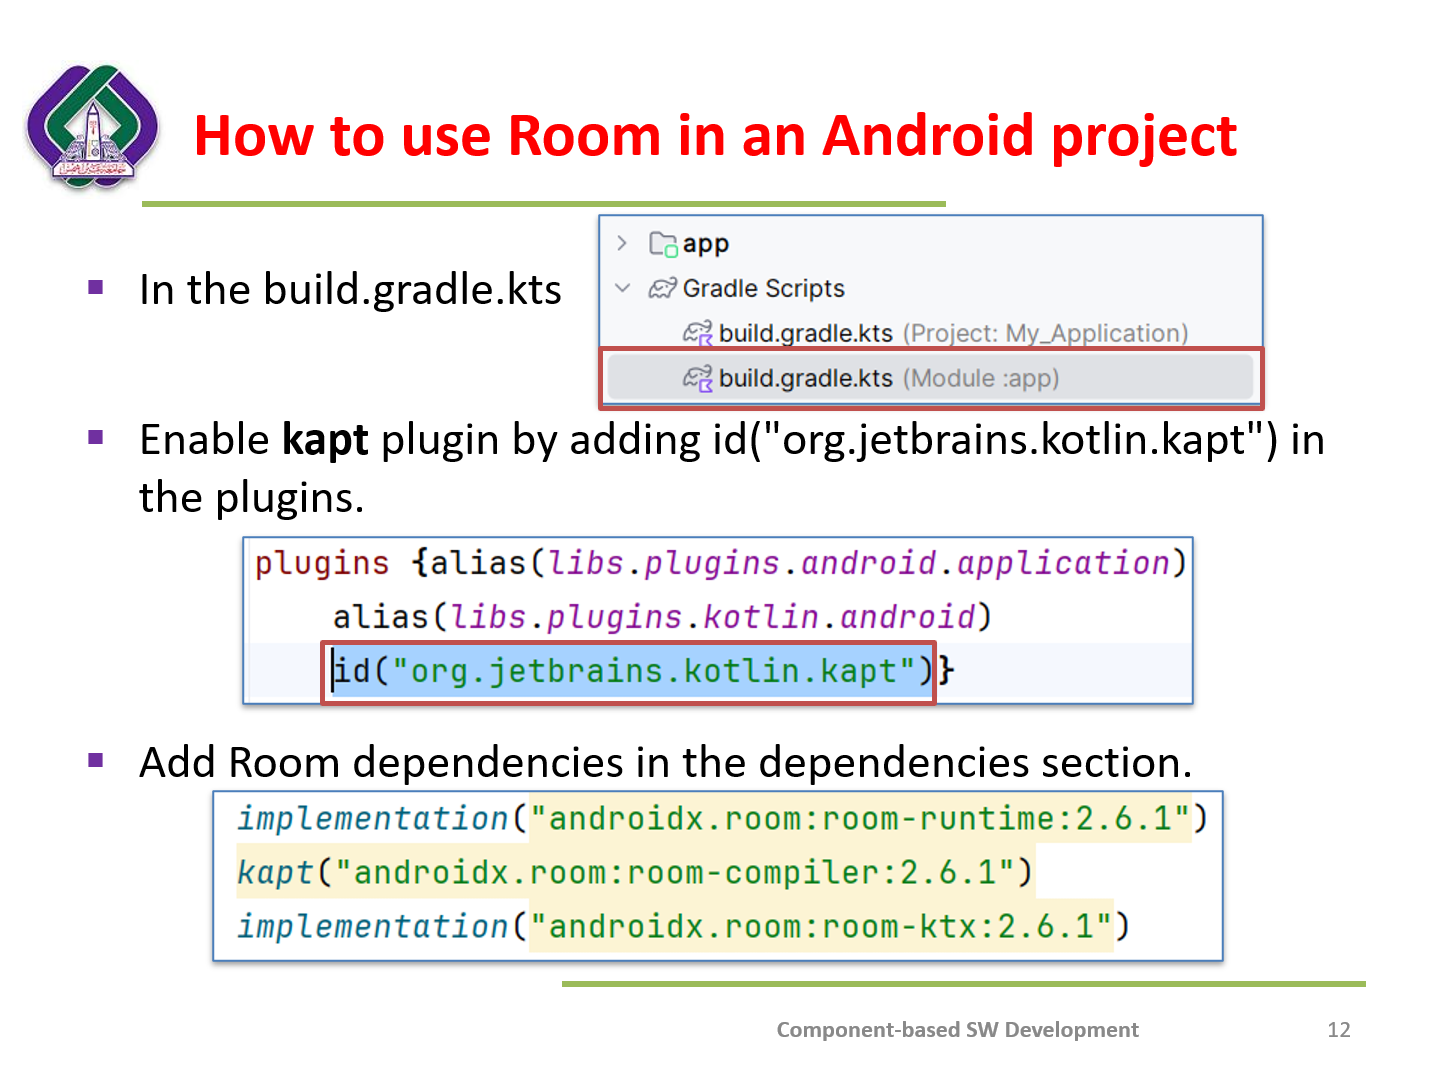 How to use Room in an Android project
In the build.gradle.kts
app
Gradle Scripts
build.gradle.kts (Project: My_Application)
build.gradle.kts (Module :app)
Enable kapt plugin by adding id("org.jetbrains.kotlin.kapt") in
the plugins.
plugins {alias(libs.plugins.android.application)
alias(libs.plugins.kotlin.android)
id("org.jetbrains.kotlin.kapt")}
Add Room dependencies in the dependencies section.
implementation("androidx.room:room-runtime:2.6.1")
kapt("androidx.room:room-compiler:2.6.1")
implementation("androidx.room:room-ktx:2.6.1")
Component-based SW Development
12